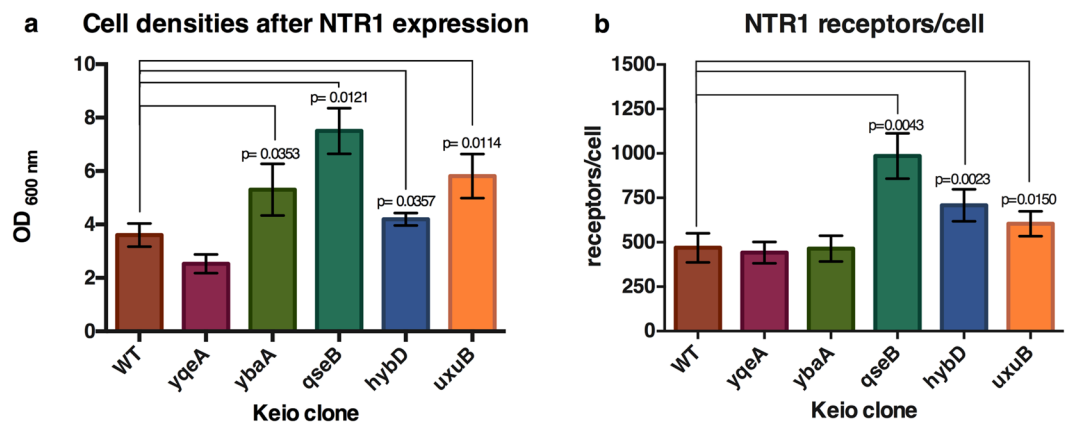 a Cell densities after NTR1 expression
10
8
6
4
2
0
OD 600 nm
p= 0.0353
p= 0.0121
p= 0.0357
p= 0.0114
WT
yqeA
ybaA
qseB
hybD
uxuB
Keio clone
b NTR1 receptors/cell
1500
1250
1000
750
500
250
0
receptors/cell
p=0.0043
p=0.0023
p=0.0150
WT
yqeA
ybaA
qseB
hybD
uxuB
Keio clone